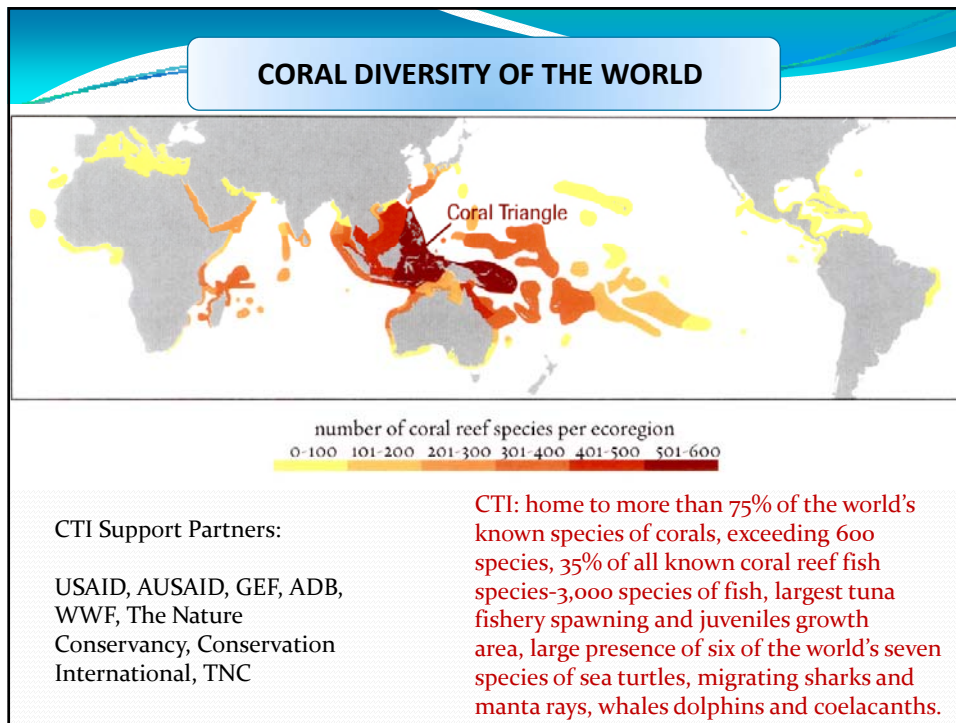 CORAL DIVERSITY OF THE WORLD
Coral Triangle
number of coral reef species per ecoregion
0-100 101-200 201-300 301-400 401-500 501-600
CTI Support Partners:
USAID, AUSAID, GEF, ADB,
WWF, The Nature
Conservancy, Conservation
International, TNC
CTI: home to more than 75% of the world’s
known species of corals, exceeding 600
species, 35% of all known coral reef fish
species-3,000 species of fish, largest tuna
fishery spawning and juveniles growth
area, large presence of six of the world’s seven
species of sea turtles, migrating sharks and
manta rays, whales dolphins and coelacanths.